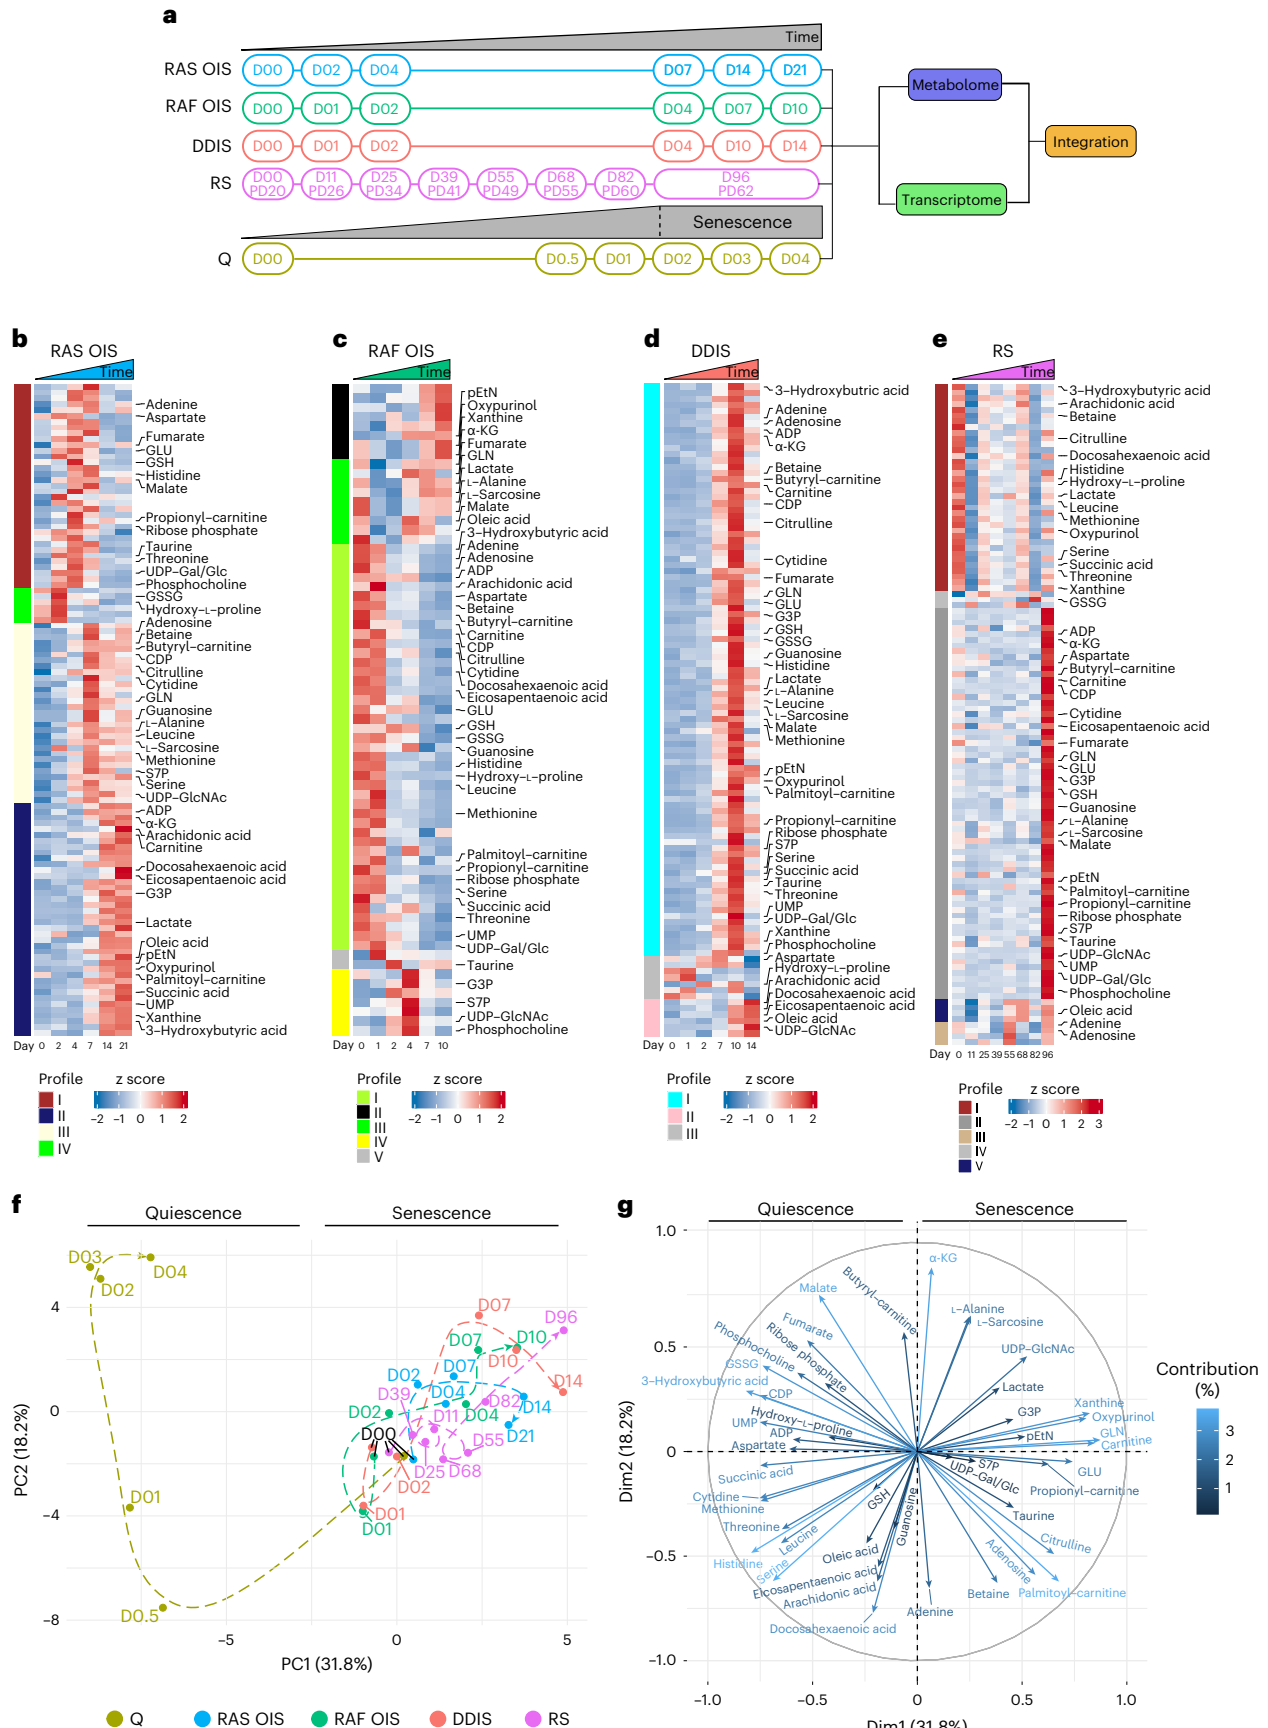 a
Time
RAS OIS D00 D02 D04 D07 D14 D21
RAF OIS D00 D01 D02 D04 D07 D10
DDIS D00 D01 D02 D04 D10 D14
RS D00 PD20 D11 PD26 D25 PD34 D39 PD41 D55 PD49 D68 PD55 D82 PD60 D96 PD62
Senescence
Q D00 D0.5 D01 D02 D03 D04
Metabolome
Transcriptome
Integration
b
RAS OIS
Time
Adenine
Aspartate
Fumarate
GLU
GSH
Histidine
Malate
Propionyl–carnitine
Ribose phosphate
Taurine
Threonine
UDP–Gal/Glc
Phosphocholine
GSSG
Hydroxy–L–proline
Adenosine
Betaine
Butyryl–carnitine
CDP
Citrulline
Cytidine
GLN
Guanosine
L–Alanine
Leucine
L–Sarcosine
Methionine
S7P
Serine
UDP–GlcNAc
ADP
α–KG
Arachidonic acid
Carnitine
Docosahexaenoic acid
Eicosapentaenoic acid
G3P
Lactate
Oleic acid
pEtN
Oxypurinol
Palmitoyl–carnitine
Succinic acid
UMP
Xanthine
3–Hydroxybutyric acid
Day 0 2 4 7 14 21
Profile
I
II
III
IV
z score
−2 −1 0 1 2
c
RAF OIS
Time
pEtN
Oxypurinol
Xanthine
α–KG
Fumarate
GLN
Lactate
L–Alanine
L–Sarcosine
Malate
Oleic acid
3–Hydroxybutyric acid
Adenine
Adenosine
ADP
Arachidonic acid
Aspartate
Betaine
Butyryl–carnitine
Carnitine
CDP
Citrulline
Cytidine
Docosahexaenoic acid
Eicosapentaenoic acid
GLU
GSH
GSSG
Guanosine
Histidine
Hydroxy–L–proline
Leucine
Methionine
Palmitoyl–carnitine
Propionyl–carnitine
Ribose phosphate
Serine
Succinic acid
Threonine
UMP
UDP–Gal/Glc
Taurine
G3P
S7P
UDP–GlcNAc
Phosphocholine
Day 0 1 2 4 7 10
Profile
I
II
III
IV
V
z score
−2 −1 0 1 2
d
DDIS
Time
3–Hydroxybutric acid
Adenine
Adenosine
ADP
α–KG
Betaine
Butyryl–carnitine
Carnitine
CDP
Citrulline
Cytidine
Fumarate
GLN
GLU
G3P
GSH
GSSG
Guanosine
Histidine
Lactate
L–Alanine
Leucine
L–Sarcosine
Malate
Methionine
pEtN
Oxypurinol
Palmitoyl–carnitine
Propionyl–carnitine
Ribose phosphate
S7P
Serine
Succinic acid
Taurine
Threonine
UMP
UDP–Gal/Glc
Xanthine
Phosphocholine
Aspartate
Hydroxy–L–proline
Arachidonic acid
Docosahexaenoic acid
Eicosapentaenoic acid
Oleic acid
UDP–GlcNAc
Day 0 1 2 7 10 14
Profile
I
II
III
z score
−2 −1 0 1 2
e
RS
Time
3–Hydroxybutyric acid
Arachidonic acid
Betaine
Citrulline
Docosahexaenoic acid
Histidine
Hydroxy–L–proline
Lactate
Leucine
Methionine
Oxypurinol
Serine
Succinic acid
Threonine
Xanthine
GSSG
ADP
α–KG
Aspartate
Butyryl–carnitine
Carnitine
CDP
Cytidine
Eicosapentaenoic acid
Fumarate
GLN
GLU
G3P
GSH
Guanosine
L–Alanine
L–Sarcosine
Malate
pEtN
Palmitoyl–carnitine
Propionyl–carnitine
Ribose phosphate
S7P
Taurine
UDP–GlcNAc
UMP
UDP–Gal/Glc
Phosphocholine
Oleic acid
Adenine
Adenosine
Day 0 11 25 39 55 68 82 96
Profile
I
II
III
IV
V
z score
−2 −1 0 1 2 3
f
Quiescence
Senescence
D03
D04
D02
D01
D0.5
D07
D96
D07
D10
D10
D07
D02
D14
D39
D04
D82
D14
D02
D11
D04
D21
D00
D55
D25
D68
D02
D01
D01
4
0
−4
−8
PC2 (18.2%)
−5 0 5
PC1 (31.8%)
Q RAS OIS RAF OIS DDIS RS
g
Quiescence
Senescence
α–KG
Butyryl–carnitine
Malate
L–Alanine
L–Sarcosine
Fumarate
Ribose phosphate
Phosphocholine
UDP–GlcNAc
GSSG
3–Hydroxybutyric acid
CDP
Lactate
Xanthine
Hydroxy–L–proline
UMP
G3P
Oxypurinol
ADP
pEtN
GLN
Aspartate
Carnitine
Succinic acid
S7P
GLU
UDP–Gal/Glc
Propionyl–carnitine
Cytidine
Methionine
GSH
Guanosine
Taurine
Threonine
Leucine
Citrulline
Oleic acid
Adenosine
Histidine
Serine
Eicosapentaenoic acid
Arachidonic acid
Betaine
Palmitoyl–carnitine
Adenine
Docosahexaenoic acid
1.0
0.5
0
−0.5
−1.0
Dim2 (18.2%)
−1.0 −0.5 0 0.5 1.0
Dim1 (31.8%)
Contribution
(%)
3
2
1